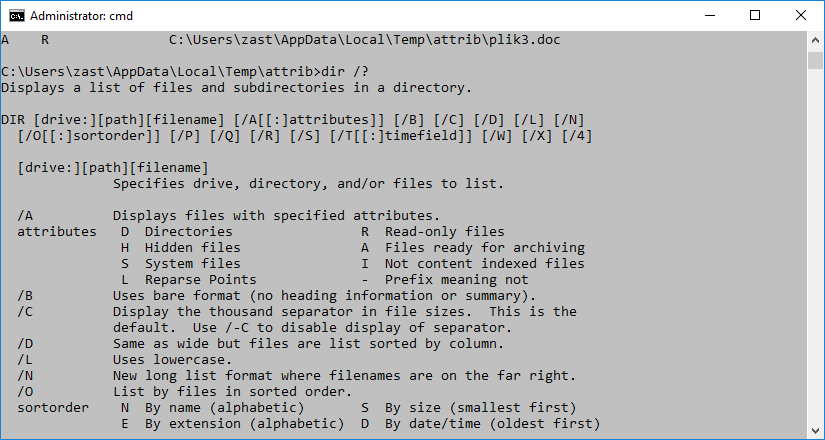 Administrator: cmd
A    R               C:\Users\zast\AppData\Local\Temp\attrib\plik3.doc
C:\Users\zast\AppData\Local\Temp\attrib>dir /?
Displays a list of files and subdirectories in a directory.
DIR [drive:][path][filename] [/A[[:]attributes]] [/B] [/C] [/D] [/L] [/N]
  [/O[[:]sortorder]] [/P] [/Q] [/R] [/S] [/T[[:]timefield]] [/W] [/X] [/4]
  [drive:][path][filename]
              Specifies drive, directory, and/or files to list.
  /A          Displays files with specified attributes.
  attributes   D  Directories                R  Read-only files
               H  Hidden files               A  Files ready for archiving
               S  System files               I  Not content indexed files
               L  Reparse Points             -  Prefix meaning not
  /B          Uses bare format (no heading information or summary).
  /C          Display the thousand separator in file sizes.  This is the
              default.  Use /-C to disable display of separator.
  /D          Same as wide but files are list sorted by column.
  /L          Uses lowercase.
  /N          New long list format where filenames are on the far right.
  /O          List by files in sorted order.
  sortorder    N  By name (alphabetic)       S  By size (smallest first)
               E  By extension (alphabetic)  D  By date/time (oldest first)